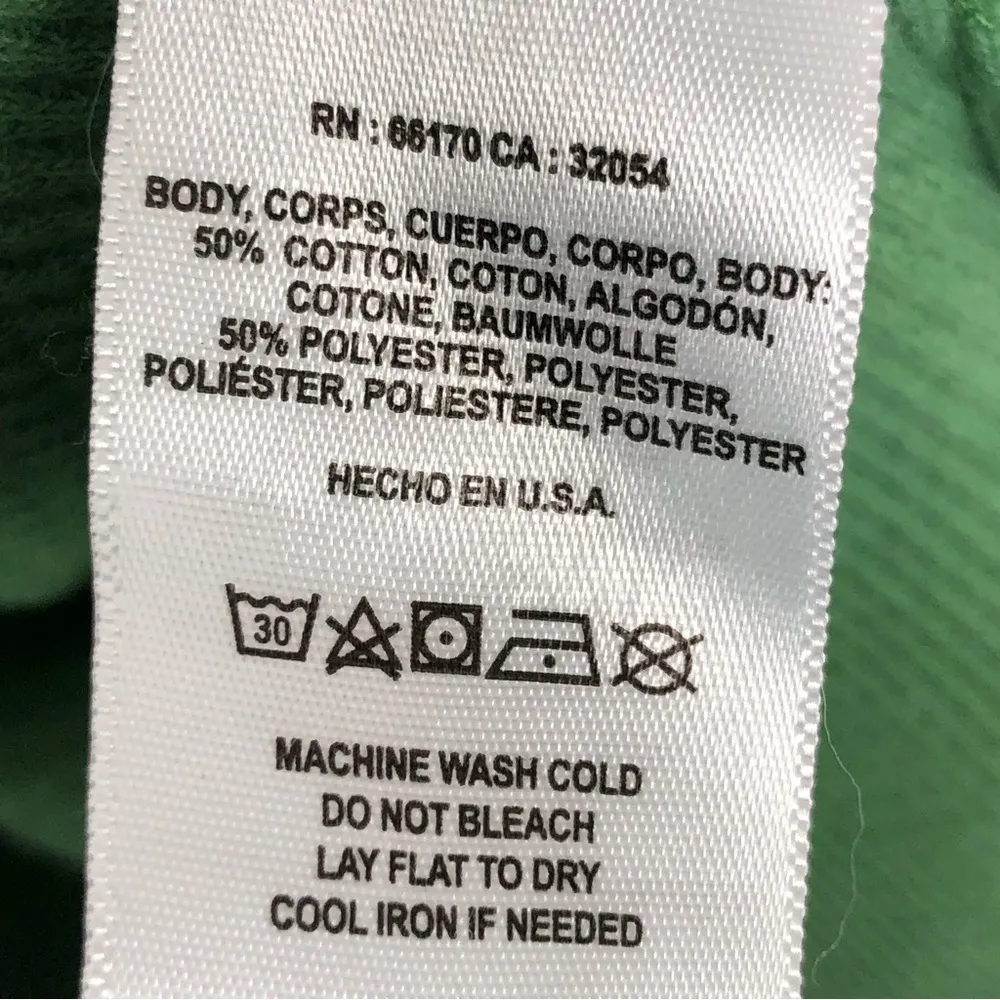 RN : 66170 CA : 32054
BODY, CORPS, CUERPO, CORPO, BODY:
50% COTTON, COTON, ALGODÓN,
COTONE, BAUMWOLLE
50% POLYESTER, POLYESTER,
POLIÉSTER, POLIESTERE, POLYESTER
HECHO EN U.S.A.
30
MACHINE WASH COLD
DO NOT BLEACH
LAY FLAT TO DRY
COOL IRON IF NEEDED